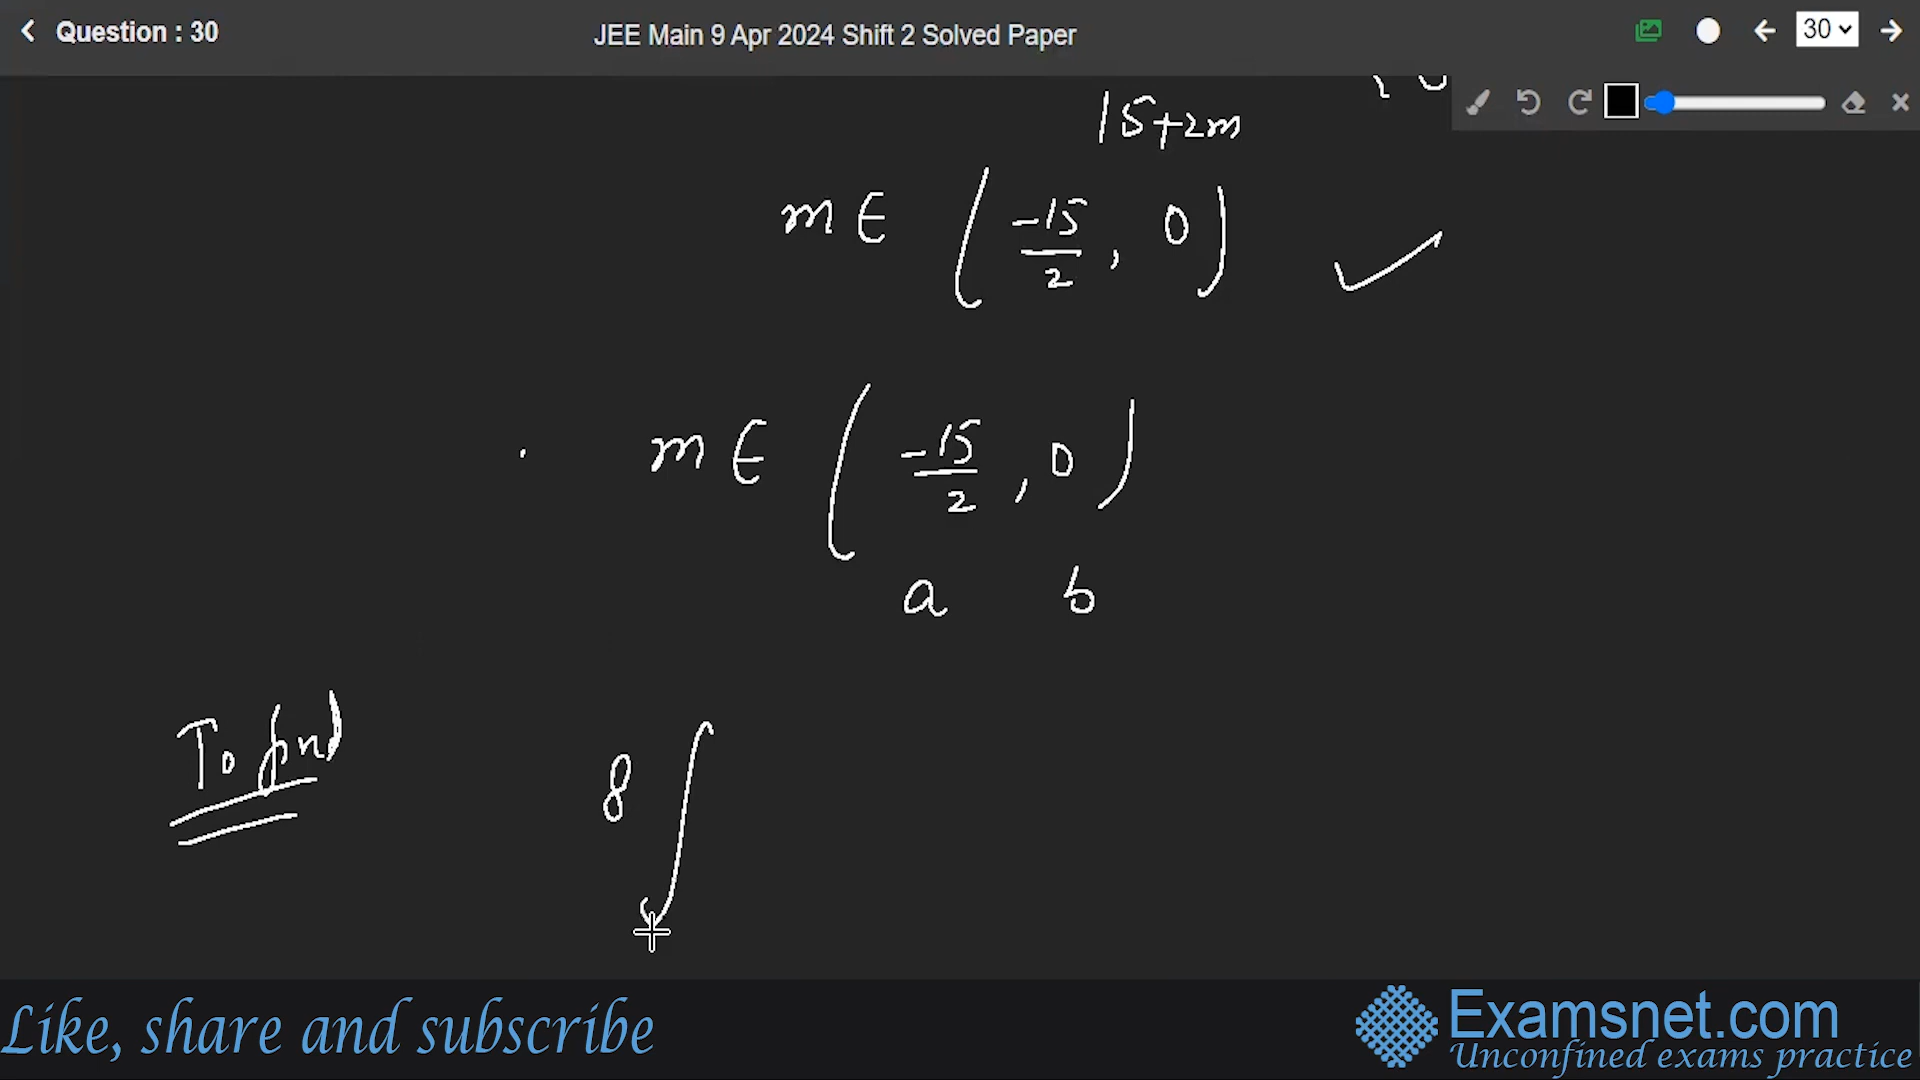 Question : 30
JEE Main 9 Apr 2024 Shift 2 Solved Paper
30
15+2m
m ∈ ( -15/2 , 0 )
m ∈ ( -15/2 , 0 )
a b
To find
8 ∫
Like, share and subscribe
Examsnet.com
Unconfined exams practice